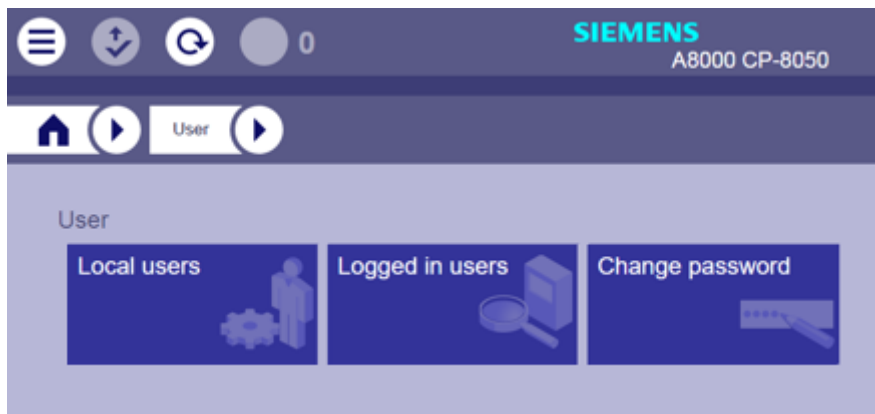 0
SIEMENS
A8000 CP-8050
User
User
Local users
Logged in users
Change password